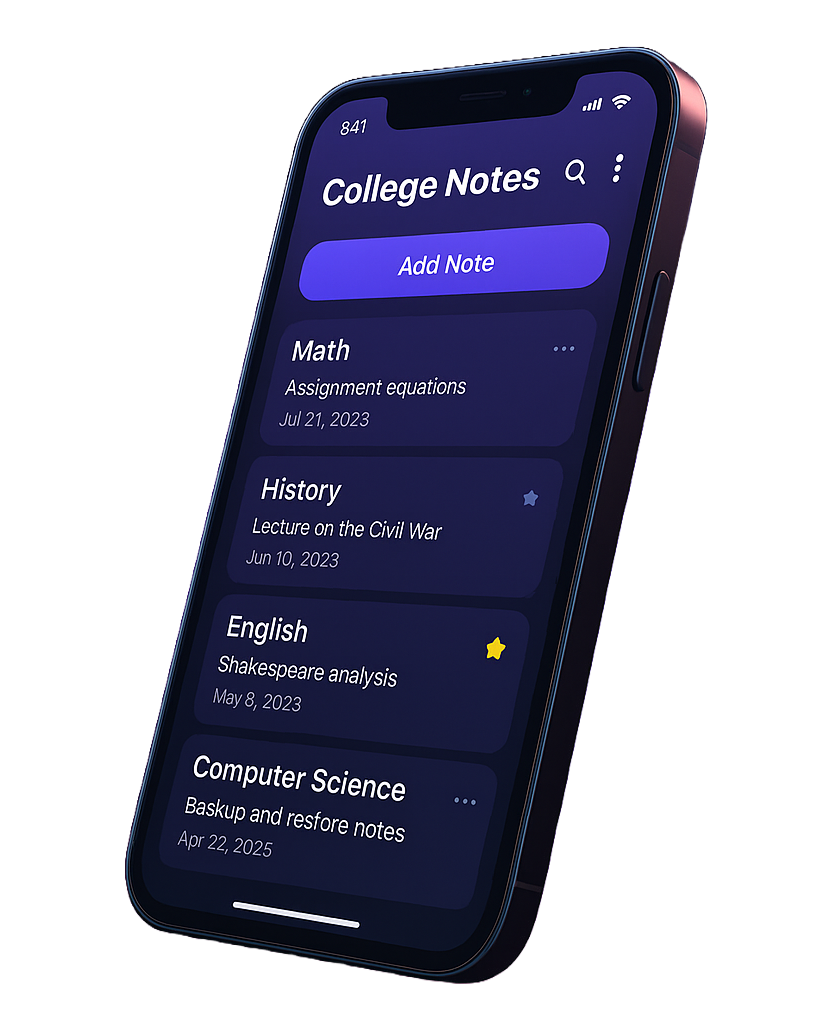 841
College Notes
Add Note
Math
Assignment equations
Jul 21, 2023
History
Lecture on the Civil War
Jun 10, 2023
English
Shakespeare analysis
May 8, 2023
Computer Science
Baskup and resfore notes
Apr 22, 2025